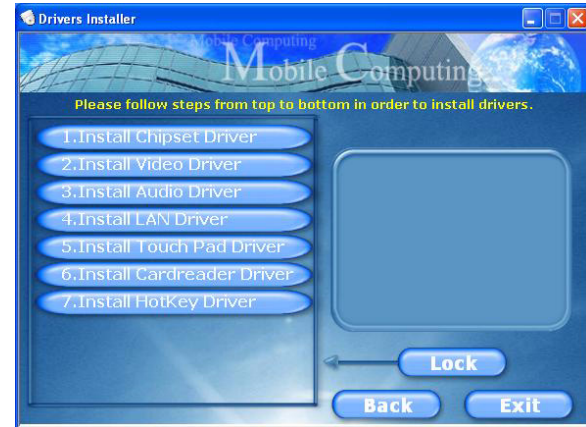 Drivers Installer
Mobile Computing
Mobile Computing
Please follow steps from top to bottom in order to install drivers.
1.Install Chipset Driver
2.Install Video Driver
3.Install Audio Driver
4.Install LAN Driver
5.Install Touch Pad Driver
6.Install Cardreader Driver
7.Install HotKey Driver
Lock
Back
Exit